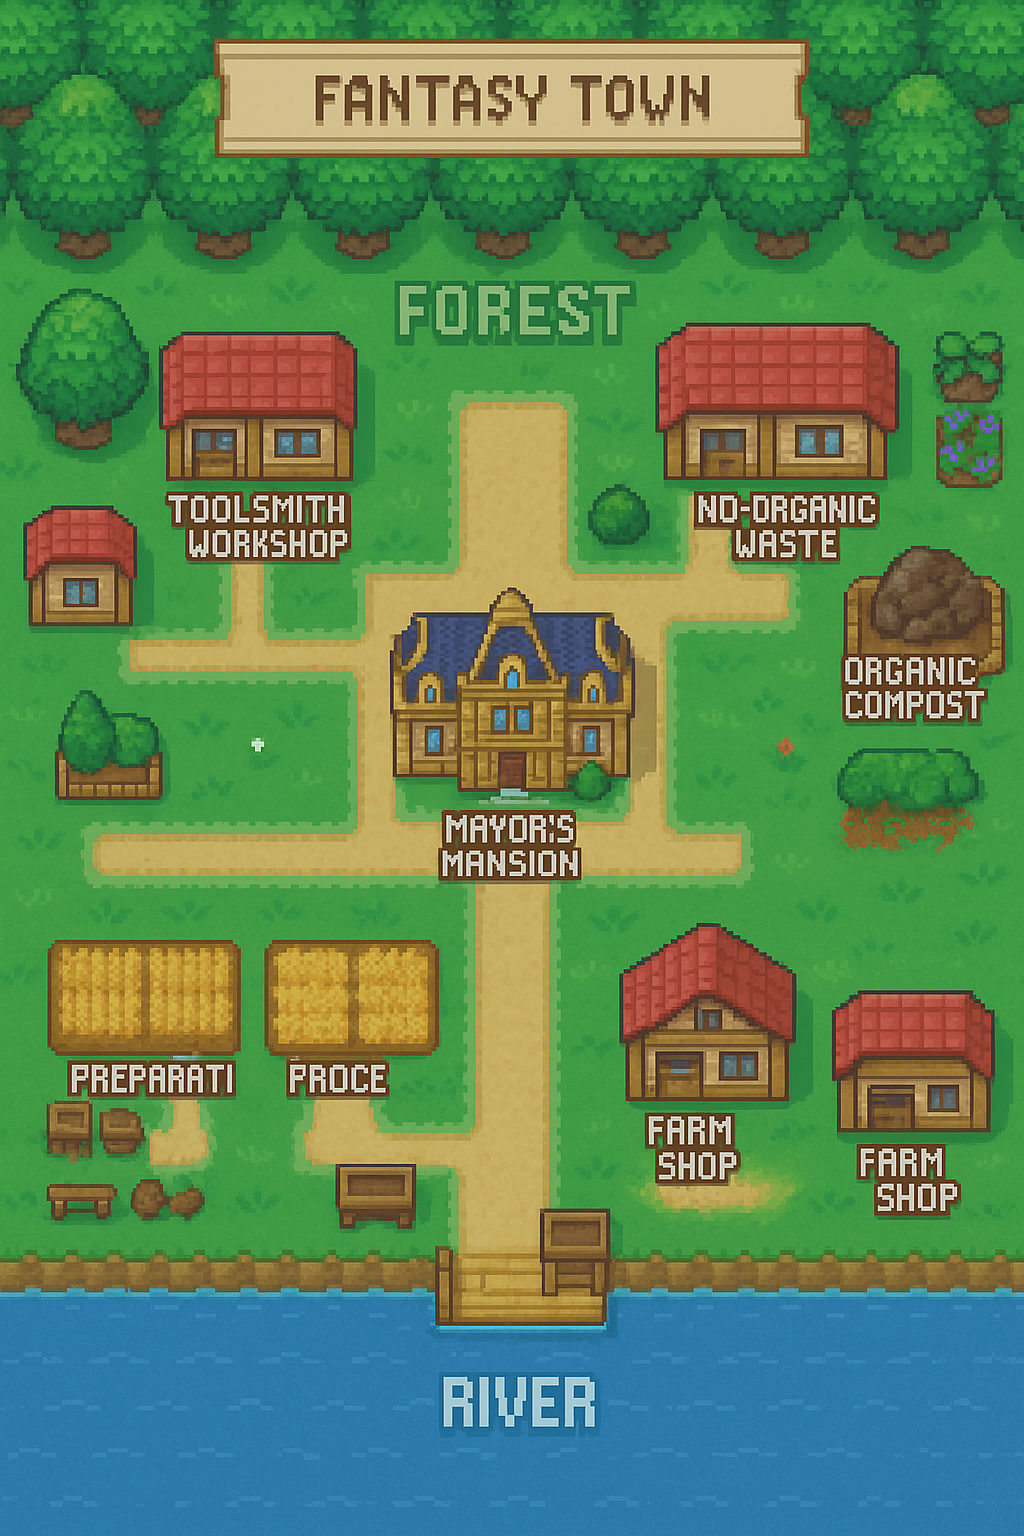 FANTASY TOWN
FOREST
TOOLSMITH
WORKSHOP
NO-ORGANIC
WASTE
ORGANIC
COMPOST
MAYOR'S
MANSION
PREPARATI
PROCE
FARM
SHOP
FARM
SHOP
RIVER